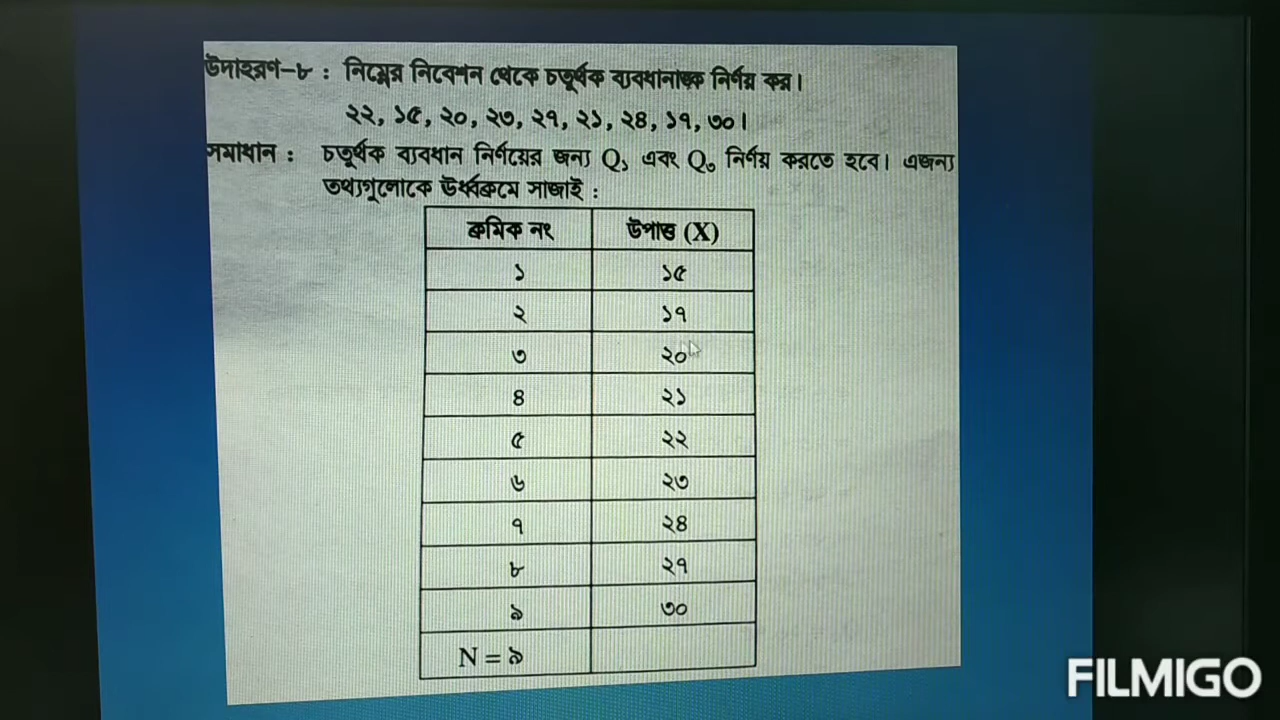 উদাহরণ-৮ : নিম্নের নিবেশন থেকে চতুর্থক ব্যবধানাঙ্ক নির্ণয় কর।
২২, ১৫, ২০, ২৩, ২৭, ২১, ২৪, ১৭, ৩০।
সমাধান : চতুর্থক ব্যবধান নির্ণয়ের জন্য Q১ এবং Q৩ নির্ণয় করতে হবে। এজন্য
তথ্যগুলোকে উর্ধ্বক্রমে সাজাই :
ক্রমিক নং উপাত্ত (X)
১ ১৫
২ ১৭
৩ ২০
৪ ২১
৫ ২২
৬ ২৩
৭ ২৪
৮ ২৭
৯ ৩০
N = ৯
FILMIGO